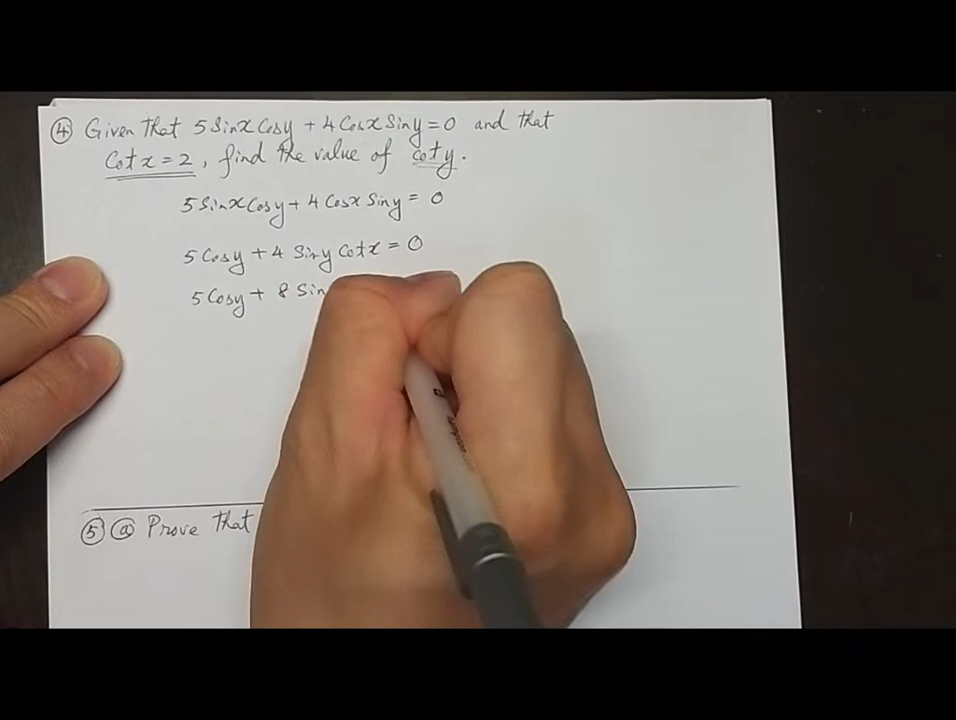 ④ Given that 5 Sinx Cosy + 4 Cosx Siny = 0 and that
Cotx = 2, find the value of coty.
5 Sinx Cosy + 4 Cosx Siny = 0
5 Cosy + 4 Siny Cotx = 0
5 Cosy + 8 Sin
⑤ ⓐ Prove that